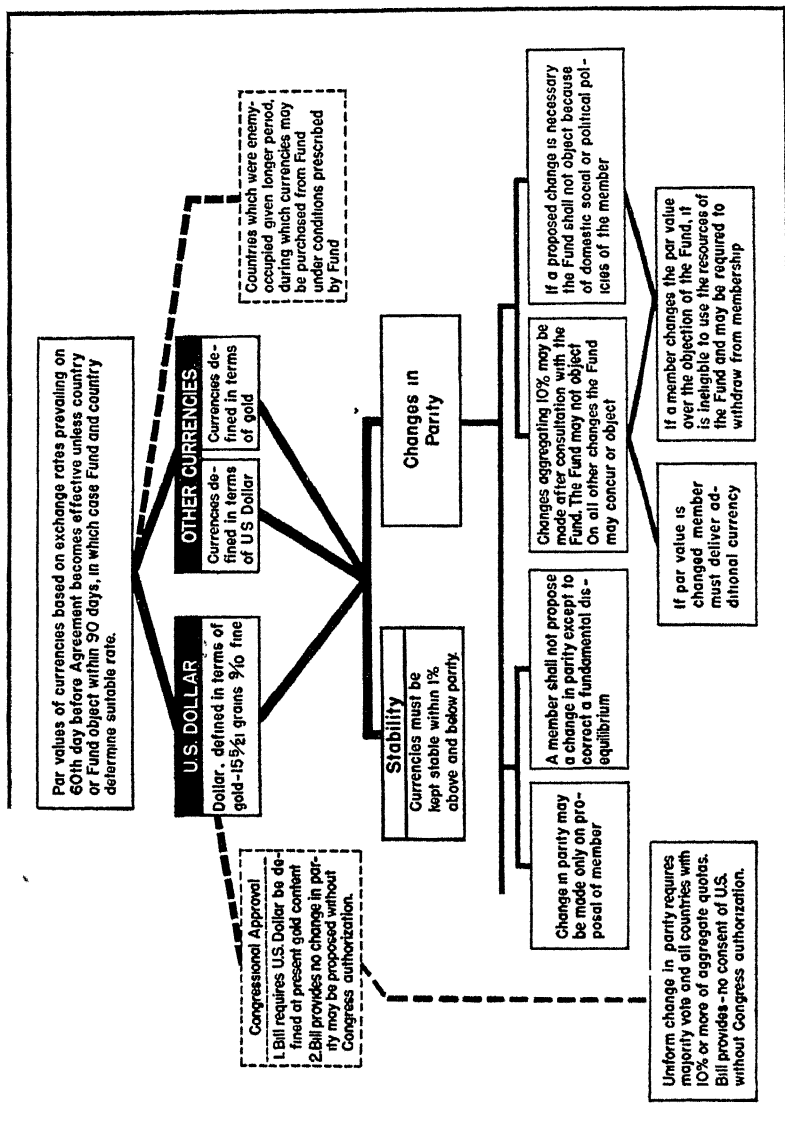 Par values of currencies based on exchange rates prevailing on
60th day before Agreement becomes effective unless country
or Fund object within 90 days, in which case Fund and country
determine suitable rate.
U.S. DOLLAR
Dollar. defined in terms of
gold-15 5/21 grains 9/10 fine
OTHER CURRENCIES
Currencies de-
fined in terms
of U S Dollar
Currencies de-
fined in terms
of gold
Congressional Approval
1. Bill requires U.S. Dollar be de-
fined at present gold content
2. Bill provides no change in par-
ity may be proposed without
Congress authorization.
Countries which were enemy-
occupied given longer period,
during which currencies may
be purchased from Fund
under conditions prescribed
by Fund
Stability
Currencies must be
kept stable within 1%
above and below parity.
Changes in
Parity
Change in parity may
be made only on pro-
posal of member
A member shall not propose
a change in parity except to
correct a fundamental dis-
equilibrium
Changes aggregating 10% may be
made after consultation with the
Fund. The Fund may not object
On all other changes the Fund
may concur or object
If a proposed change is necessary
the Fund shall not object because
of domestic social or political pol-
icies of the member
Uniform change in parity requires
majority vote and all countries with
10% or more of aggregate quotas.
Bill provides-no consent of U.S.
without Congress authorization.
If par value is
changed member
must deliver ad-
ditional currency
If a member changes the par value
over the objection of the Fund, it
is ineligible to use the resources of
the Fund and may be required to
withdraw from membership